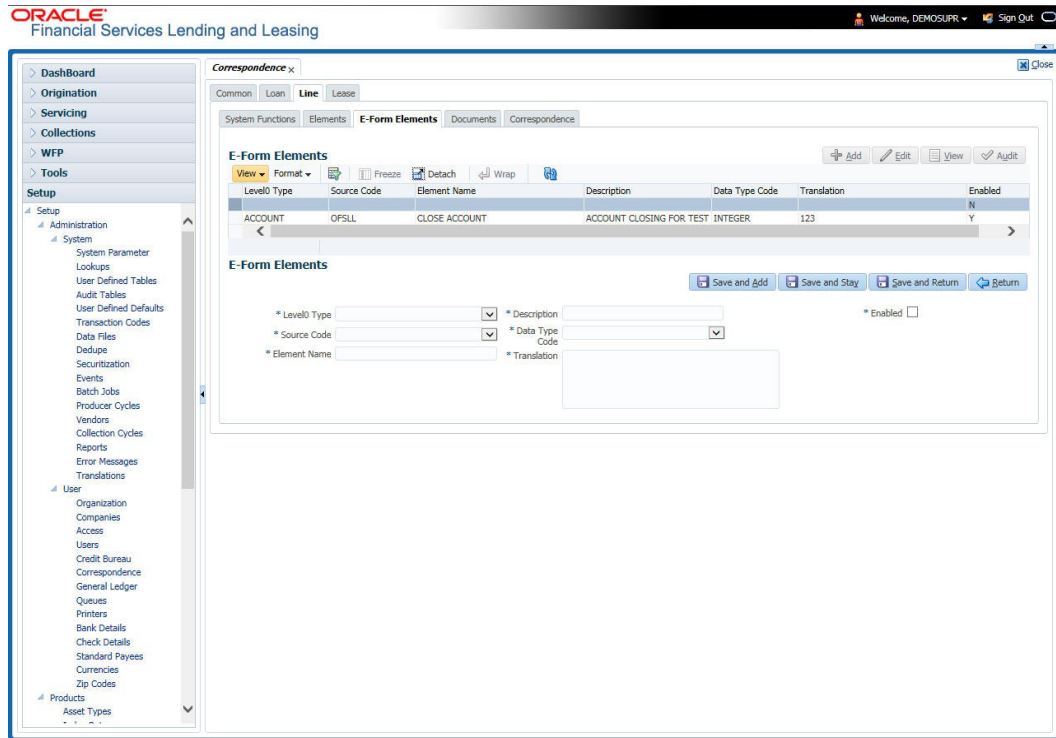 ORACLE
Financial Services Lending and Leasing
Welcome, DEMOSUPR
Sign Out
DashBoard
Origination
Servicing
Collections
WFP
Tools
Setup
Setup
Administration
System
System Parameter
Lookups
User Defined Tables
Audit Tables
User Defined Defaults
Transaction Codes
Data Files
Dedupe
Securitization
Events
Batch Jobs
Producer Cycles
Vendors
Collection Cycles
Reports
Error Messages
Translations
User
Organization
Companies
Access
Users
Credit Bureau
Correspondence
General Ledger
Queues
Printers
Bank Details
Check Details
Standard Payees
Currencies
Zip Codes
Products
Asset Types
Correspondence x
Close
Common Loan Line Lease
System Functions Elements E-Form Elements Documents Correspondence
E-Form Elements
Add Edit View Audit
View Format Freeze Detach Wrap
Level0 Type Source Code Element Name Description Data Type Code Translation Enabled
N
ACCOUNT OFSLL CLOSE ACCOUNT ACCOUNT CLOSING FOR TEST INTEGER 123 Y
E-Form Elements
Save and Add Save and Stay Save and Return Return
* Level0 Type * Description * Enabled
* Source Code * Data Type Code
* Element Name * Translation